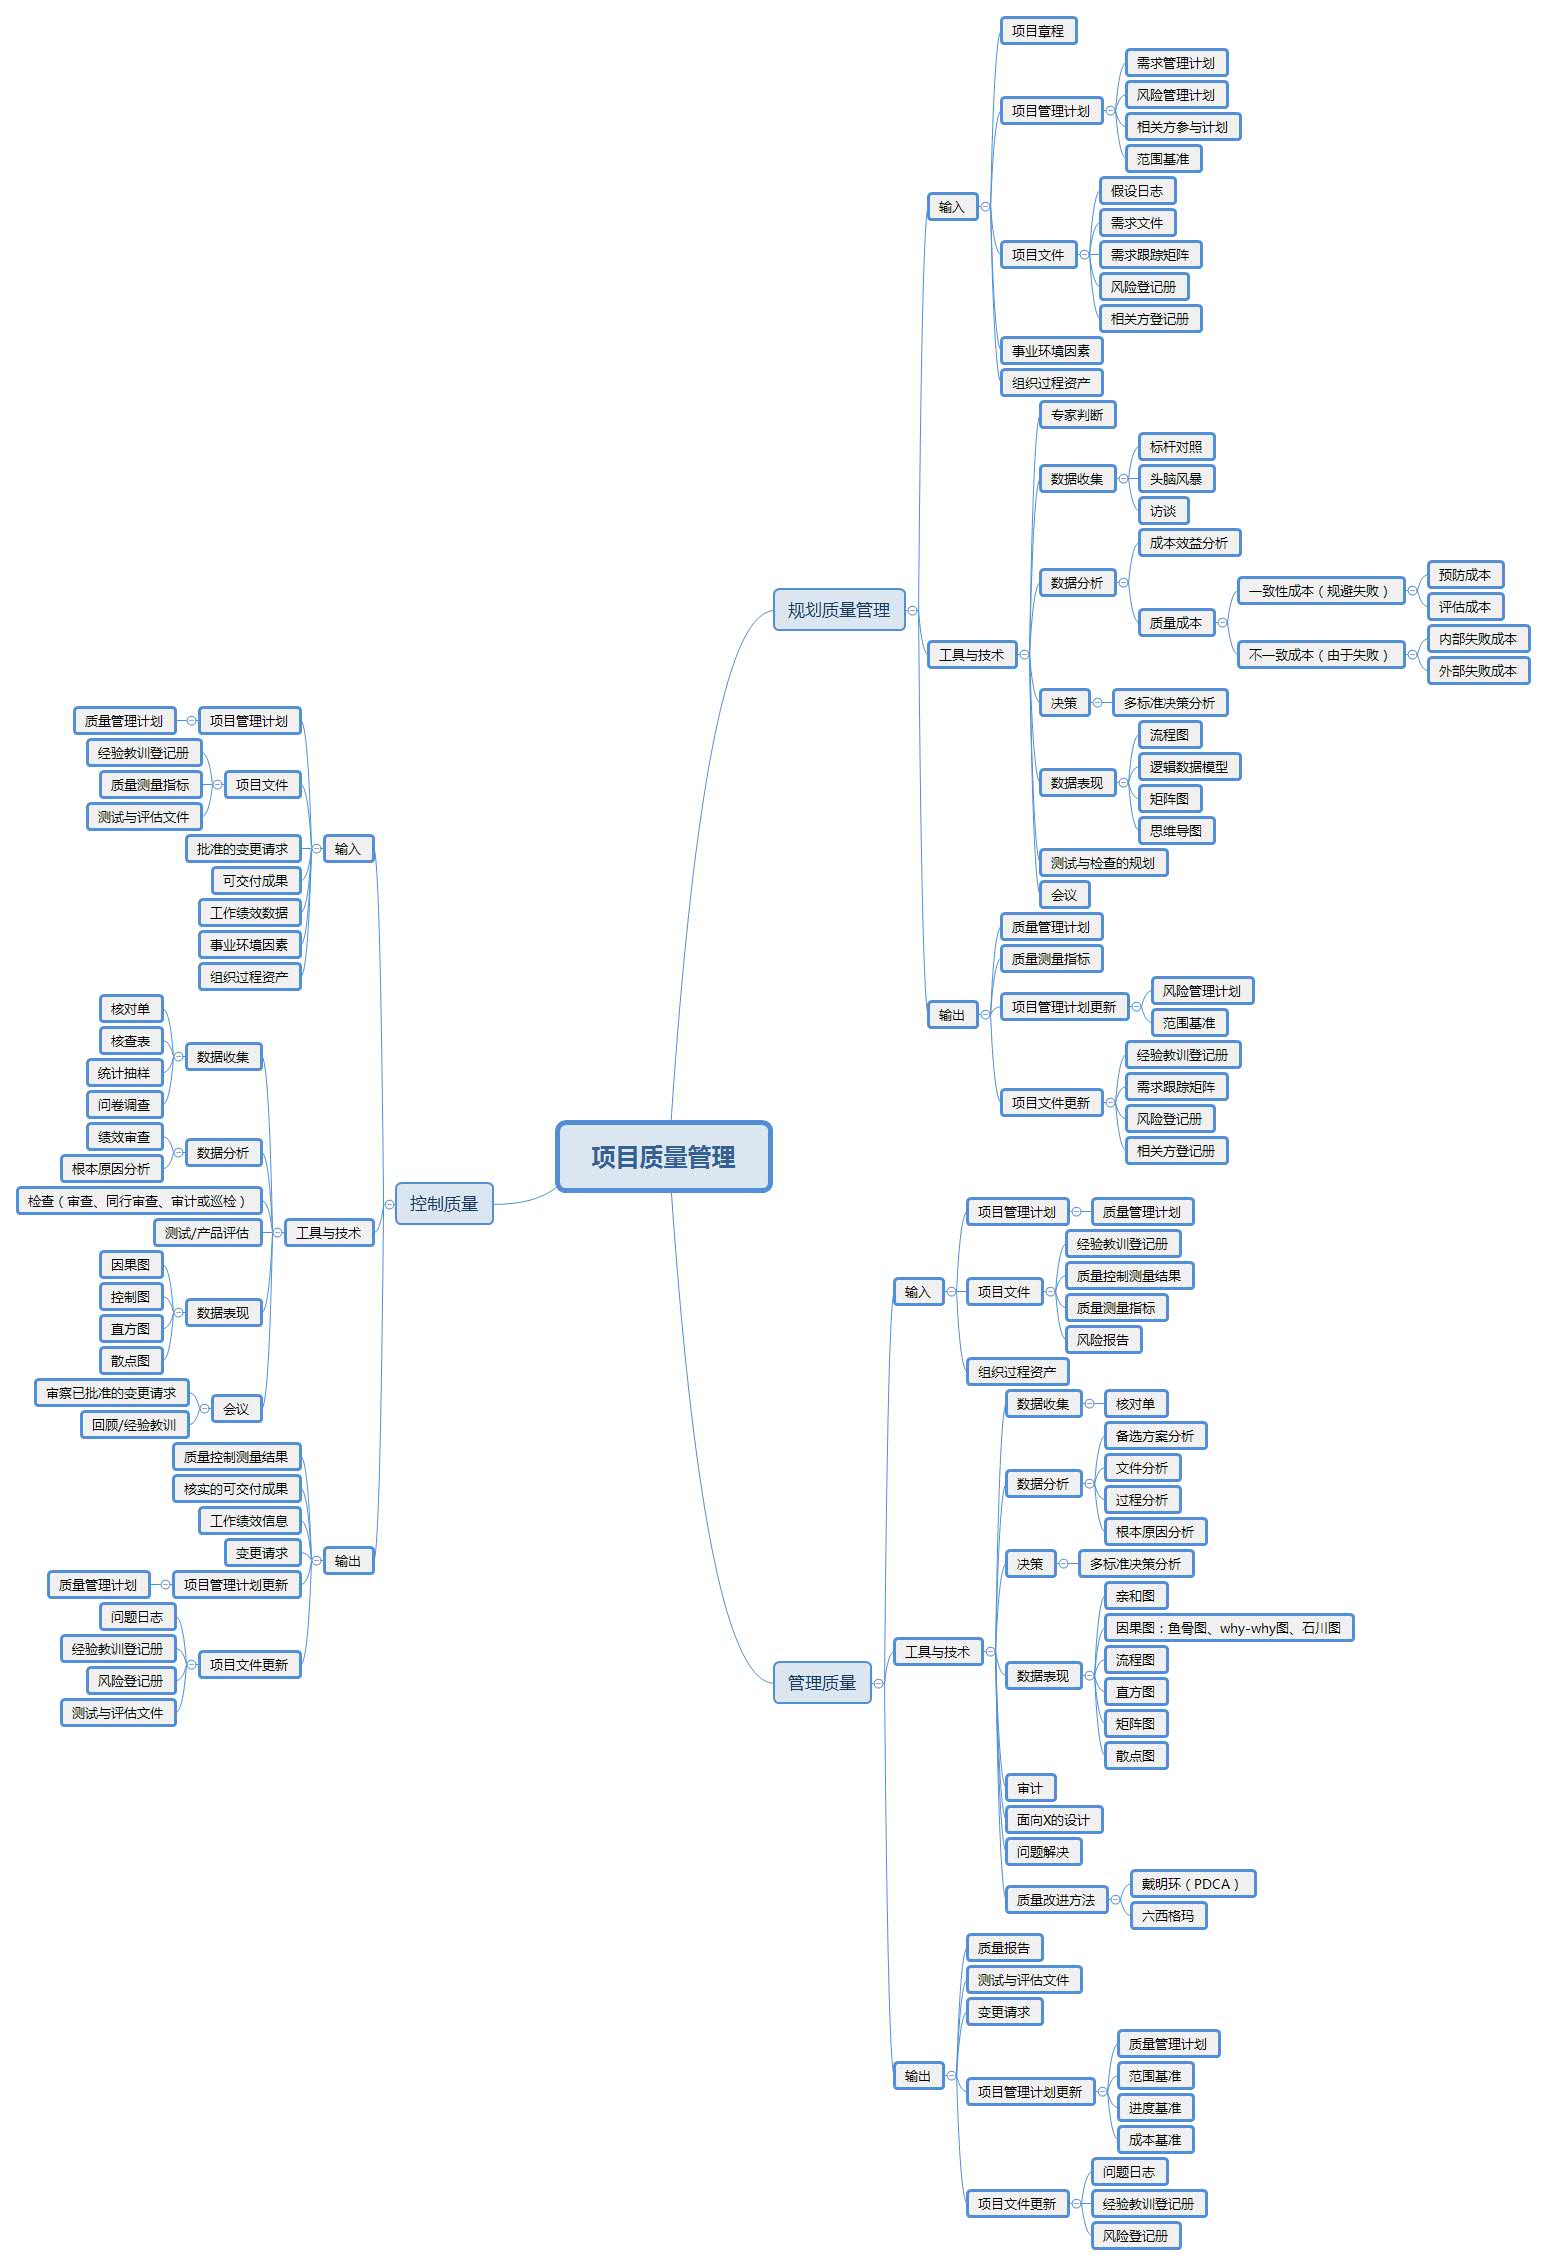 项目质量管理
规划质量管理
输入
项目章程
项目管理计划
需求管理计划
风险管理计划
相关方参与计划
范围基准
项目文件
假设日志
需求文件
需求跟踪矩阵
风险登记册
相关方登记册
事业环境因素
组织过程资产
工具与技术
专家判断
数据收集
标杆对照
头脑风暴
访谈
数据分析
成本效益分析
质量成本
一致性成本（规避失败）
预防成本
评估成本
不一致成本（由于失败）
内部失败成本
外部失败成本
决策
多标准决策分析
数据表现
流程图
逻辑数据模型
矩阵图
思维导图
测试与检查的规划
会议
输出
质量管理计划
质量测量指标
项目管理计划更新
风险管理计划
范围基准
项目文件更新
经验教训登记册
需求跟踪矩阵
风险登记册
相关方登记册
管理质量
输入
项目管理计划
质量管理计划
项目文件
经验教训登记册
质量控制测量结果
质量测量指标
风险报告
组织过程资产
工具与技术
数据收集
核对单
数据分析
备选方案分析
文件分析
过程分析
根本原因分析
决策
多标准决策分析
数据表现
亲和图
因果图：鱼骨图、why-why图、石川图
流程图
直方图
矩阵图
散点图
审计
面向X的设计
问题解决
质量改进方法
戴明环（PDCA）
六西格玛
输出
质量报告
测试与评估文件
变更请求
项目管理计划更新
质量管理计划
范围基准
进度基准
成本基准
项目文件更新
问题日志
经验教训登记册
风险登记册
控制质量
输入
项目管理计划
质量管理计划
项目文件
经验教训登记册
质量测量指标
测试与评估文件
批准的变更请求
可交付成果
工作绩效数据
事业环境因素
组织过程资产
工具与技术
数据收集
核对单
核查表
统计抽样
问卷调查
数据分析
绩效审查
根本原因分析
检查（审查、同行审查、审计或巡检）
测试/产品评估
数据表现
因果图
控制图
直方图
散点图
会议
审察已批准的变更请求
回顾/经验教训
输出
质量控制测量结果
核实的可交付成果
工作绩效信息
变更请求
项目管理计划更新
质量管理计划
项目文件更新
问题日志
经验教训登记册
风险登记册
测试与评估文件